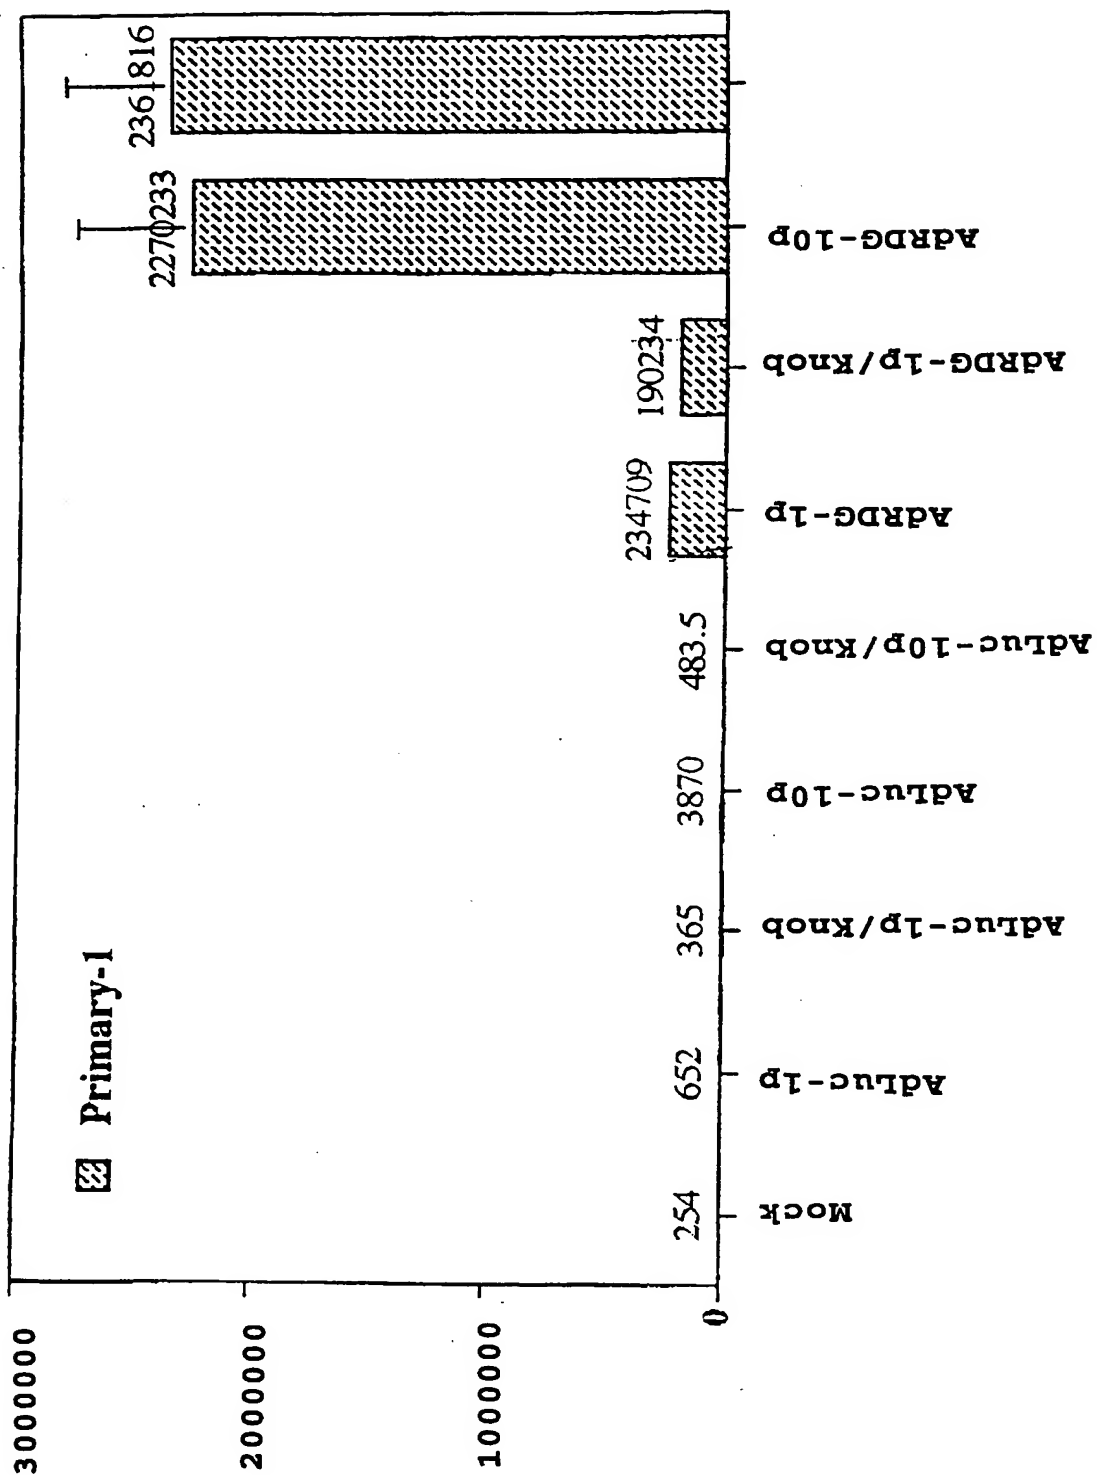 3000000
2000000
1000000
0
Primary-1
254
652
365
3870
483.5
234709
190234
2270233
2361816
Mock
AdLuc-1p
AdLuc-1p/Knob
AdLuc-10p
AdLuc-10p/Knob
AdRDG-1p
AdRDG-1p/Knob
AdRDG-10p